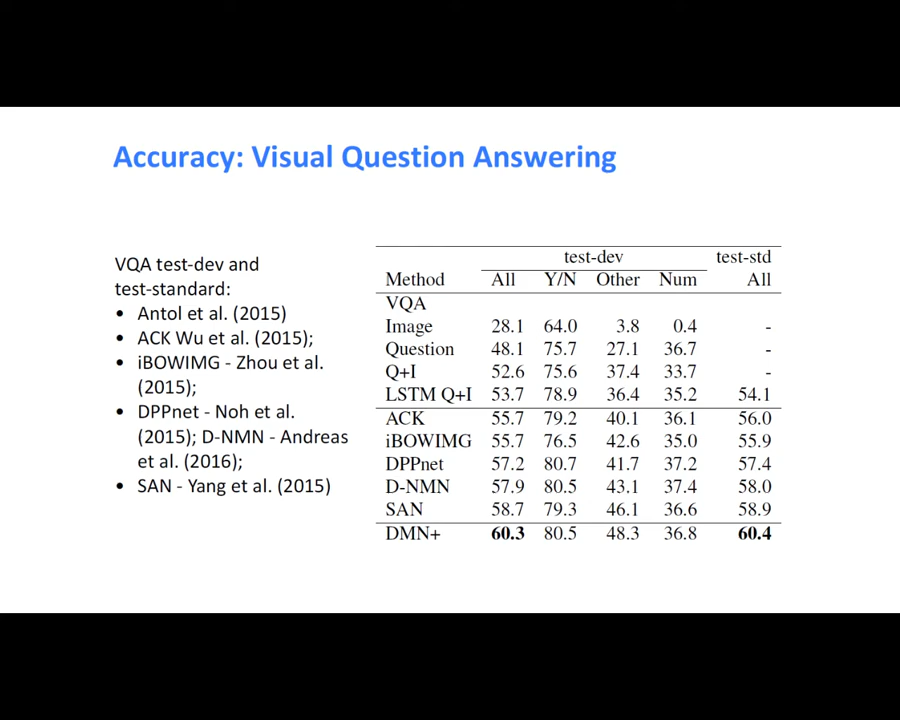 Accuracy: Visual Question Answering
VQA test-dev and
test-standard:
• Antol et al. (2015)
• ACK Wu et al. (2015);
• iBOWIMG - Zhou et al.
(2015);
• DPPnet - Noh et al.
(2015); D-NMN - Andreas
et al. (2016);
• SAN - Yang et al. (2015)
test-dev test-std
Method All Y/N Other Num All
VQA
Image 28.1 64.0 3.8 0.4 -
Question 48.1 75.7 27.1 36.7 -
Q+I 52.6 75.6 37.4 33.7 -
LSTM Q+I 53.7 78.9 36.4 35.2 54.1
ACK 55.7 79.2 40.1 36.1 56.0
iBOWIMG 55.7 76.5 42.6 35.0 55.9
DPPnet 57.2 80.7 41.7 37.2 57.4
D-NMN 57.9 80.5 43.1 37.4 58.0
SAN 58.7 79.3 46.1 36.6 58.9
DMN+ 60.3 80.5 48.3 36.8 60.4